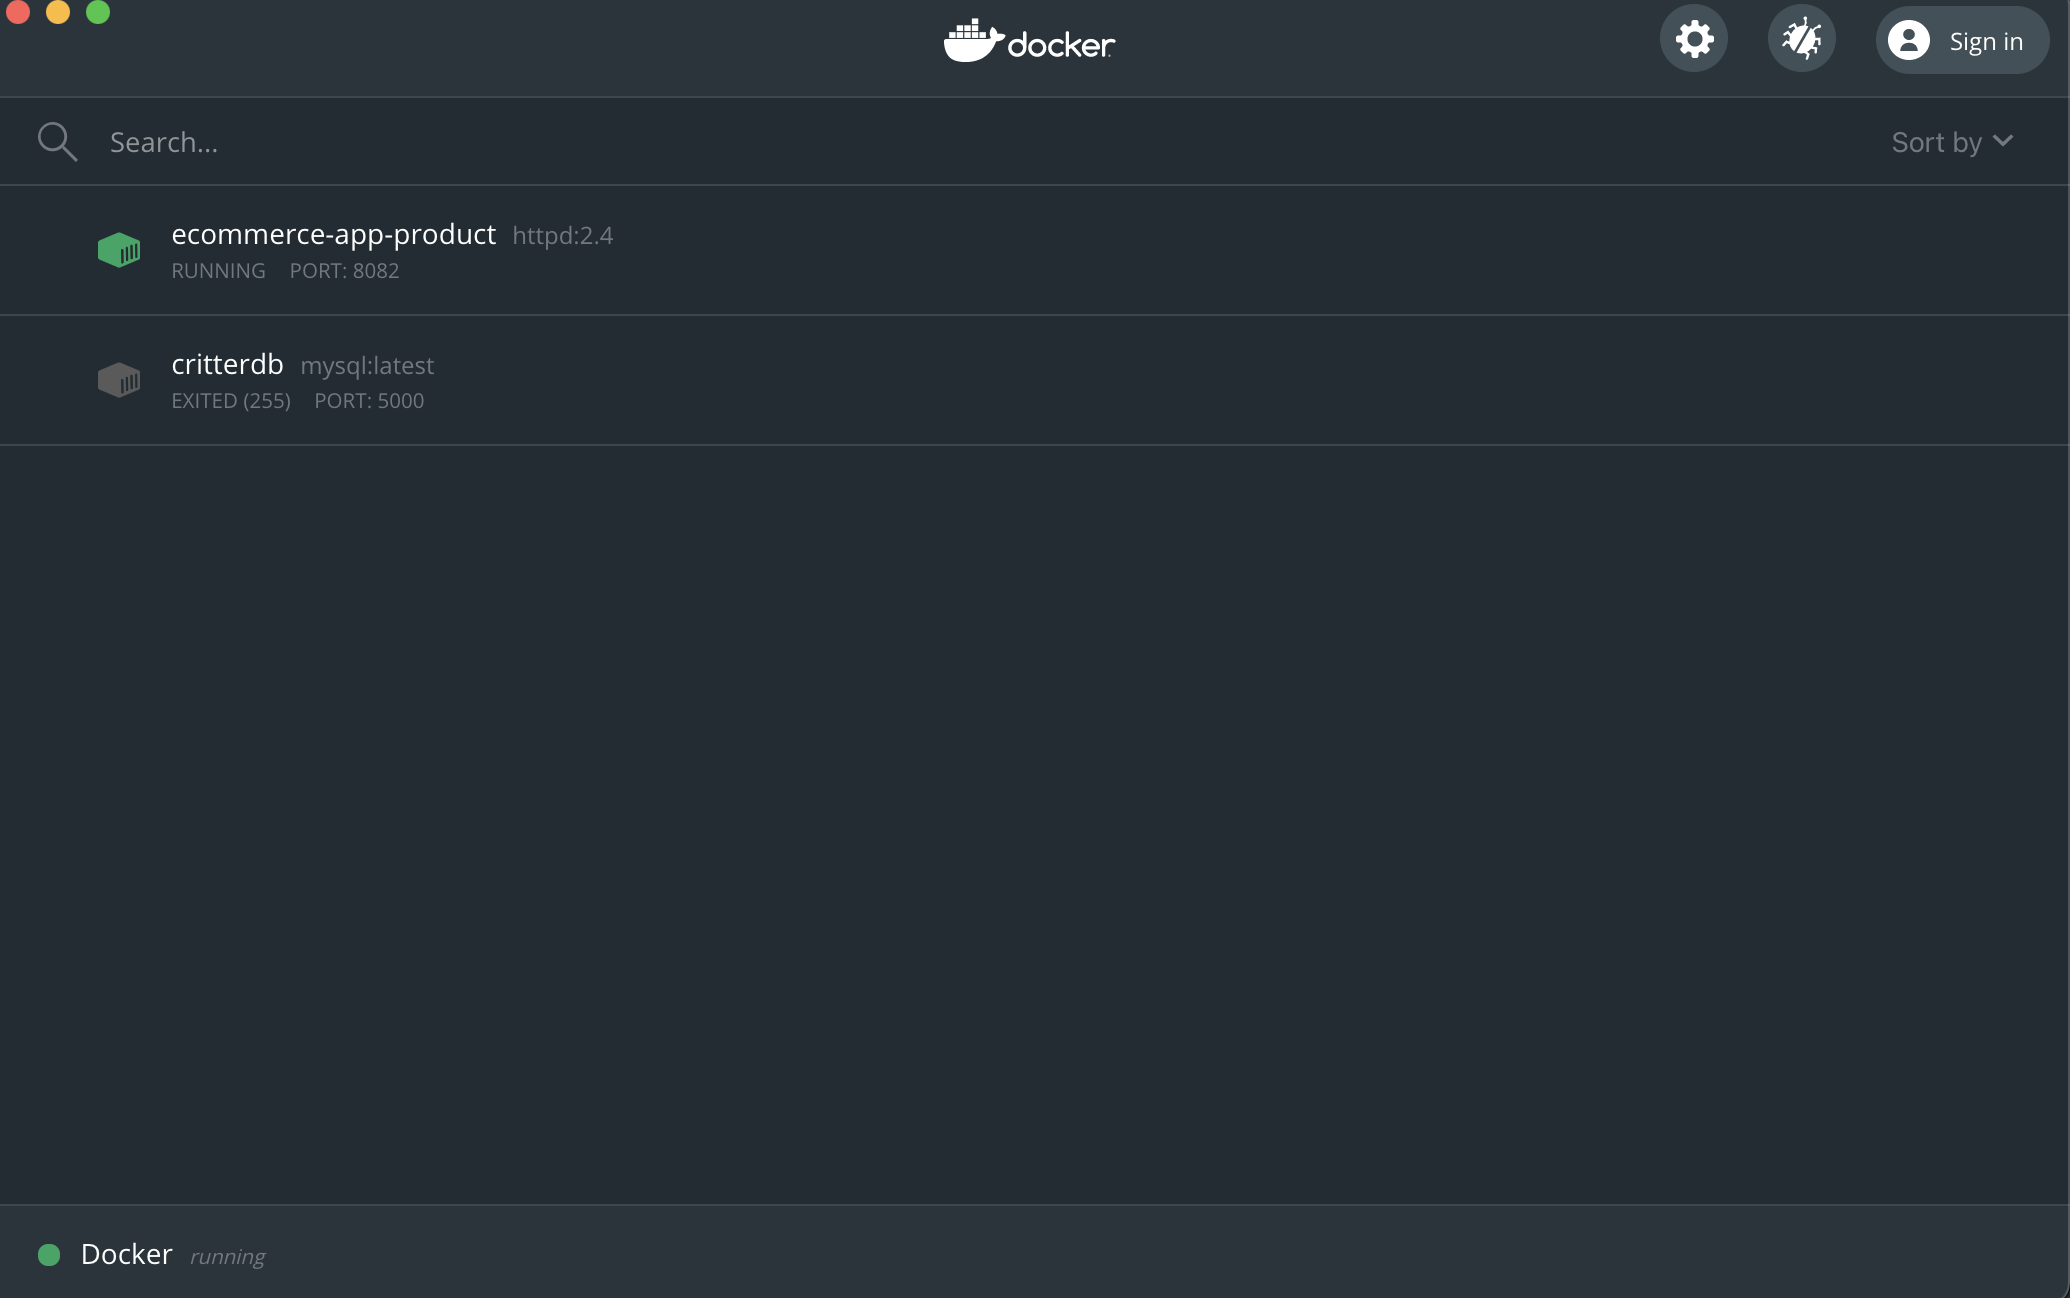 docker
Sign in
Search...
Sort by
ecommerce-app-product httpd:2.4
RUNNING PORT: 8082
critterdb mysql:latest
EXITED (255) PORT: 5000
Docker running